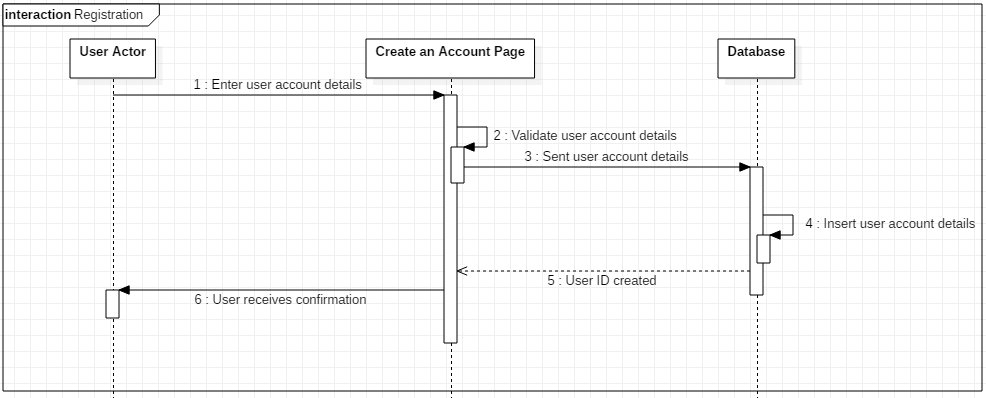 interaction Registration
User Actor
Create an Account Page
Database
1 : Enter user account details
2 : Validate user account details
3 : Sent user account details
4 : Insert user account details
5 : User ID created
6 : User receives confirmation